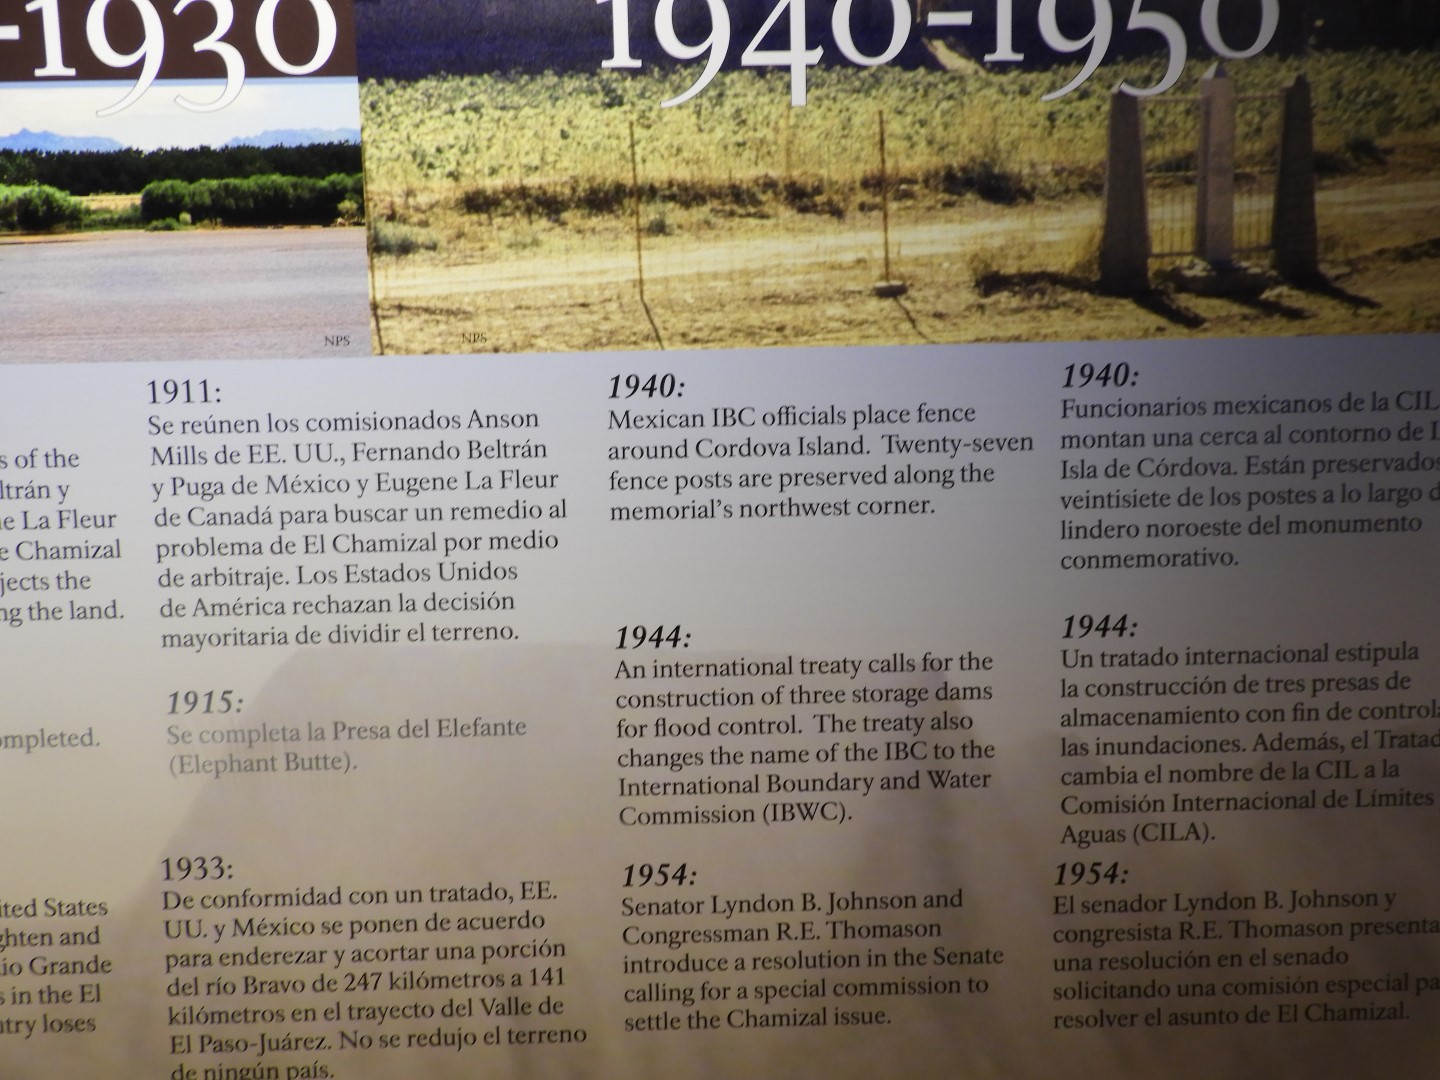 -1930
1940-1950
NPS
NPS
s of the
ltrán y
ie La Fleur
e Chamizal
jects the
ng the land.
ompleted.
ited States
ghten and
io Grande
s in the El
ntry loses
1911:
Se reúnen los comisionados Anson
Mills de EE. UU., Fernando Beltrán
y Puga de México y Eugene La Fleur
de Canadá para buscar un remedio al
problema de El Chamizal por medio
de arbitraje. Los Estados Unidos
de América rechazan la decisión
mayoritaria de dividir el terreno.
1915:
Se completa la Presa del Elefante
(Elephant Butte).
1933:
De conformidad con un tratado, EE.
UU. y México se ponen de acuerdo
para enderezar y acortar una porción
del río Bravo de 247 kilómetros a 141
kilómetros en el trayecto del Valle de
El Paso-Juárez. No se redujo el terreno
de ningún país.
1940:
Mexican IBC officials place fence
around Cordova Island. Twenty-seven
fence posts are preserved along the
memorial's northwest corner.
1944:
An international treaty calls for the
construction of three storage dams
for flood control. The treaty also
changes the name of the IBC to the
International Boundary and Water
Commission (IBWC).
1954:
Senator Lyndon B. Johnson and
Congressman R.E. Thomason
introduce a resolution in the Senate
calling for a special commission to
settle the Chamizal issue.
1940:
Funcionarios mexicanos de la CIL
montan una cerca al contorno de l
Isla de Córdova. Están preservados
veintisiete de los postes a lo largo d
lindero noroeste del monumento
conmemorativo.
1944:
Un tratado internacional estipula
la construcción de tres presas de
almacenamiento con fin de control
las inundaciones. Además, el Tratad
cambia el nombre de la CIL a la
Comisión Internacional de Límites
Aguas (CILA).
1954:
El senador Lyndon B. Johnson y
congresista R.E. Thomason presenta
una resolución en el senado
solicitando una comisión especial pa
resolver el asunto de El Chamizal.